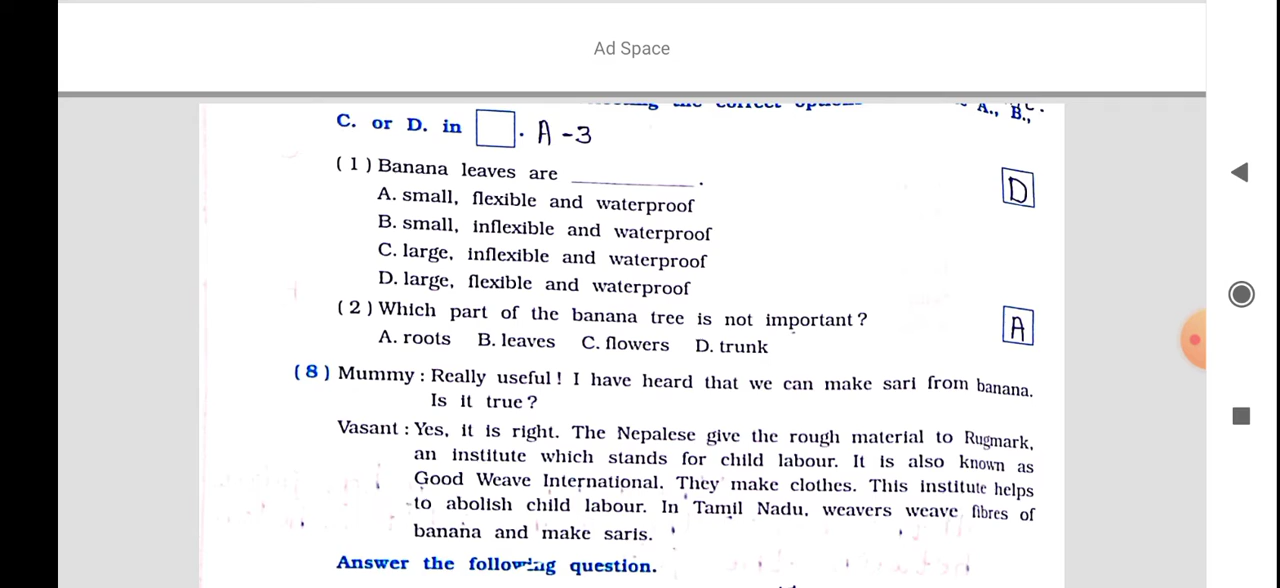 Ad Space
A., B.,
C. or D. in . A-3
(1) Banana leaves are __________. D
A. small, flexible and waterproof
B. small, inflexible and waterproof
C. large, inflexible and waterproof
D. large, flexible and waterproof
(2) Which part of the banana tree is not important? A
A. roots B. leaves C. flowers D. trunk
(8) Mummy : Really useful! I have heard that we can make sari from banana.
Is it true?
Vasant : Yes, it is right. The Nepalese give the rough material to Rugmark,
an institute which stands for child labour. It is also known as
Good Weave International. They make clothes. This institute helps
to abolish child labour. In Tamil Nadu, weavers weave fibres of
banana and make saris.
Answer the following question.